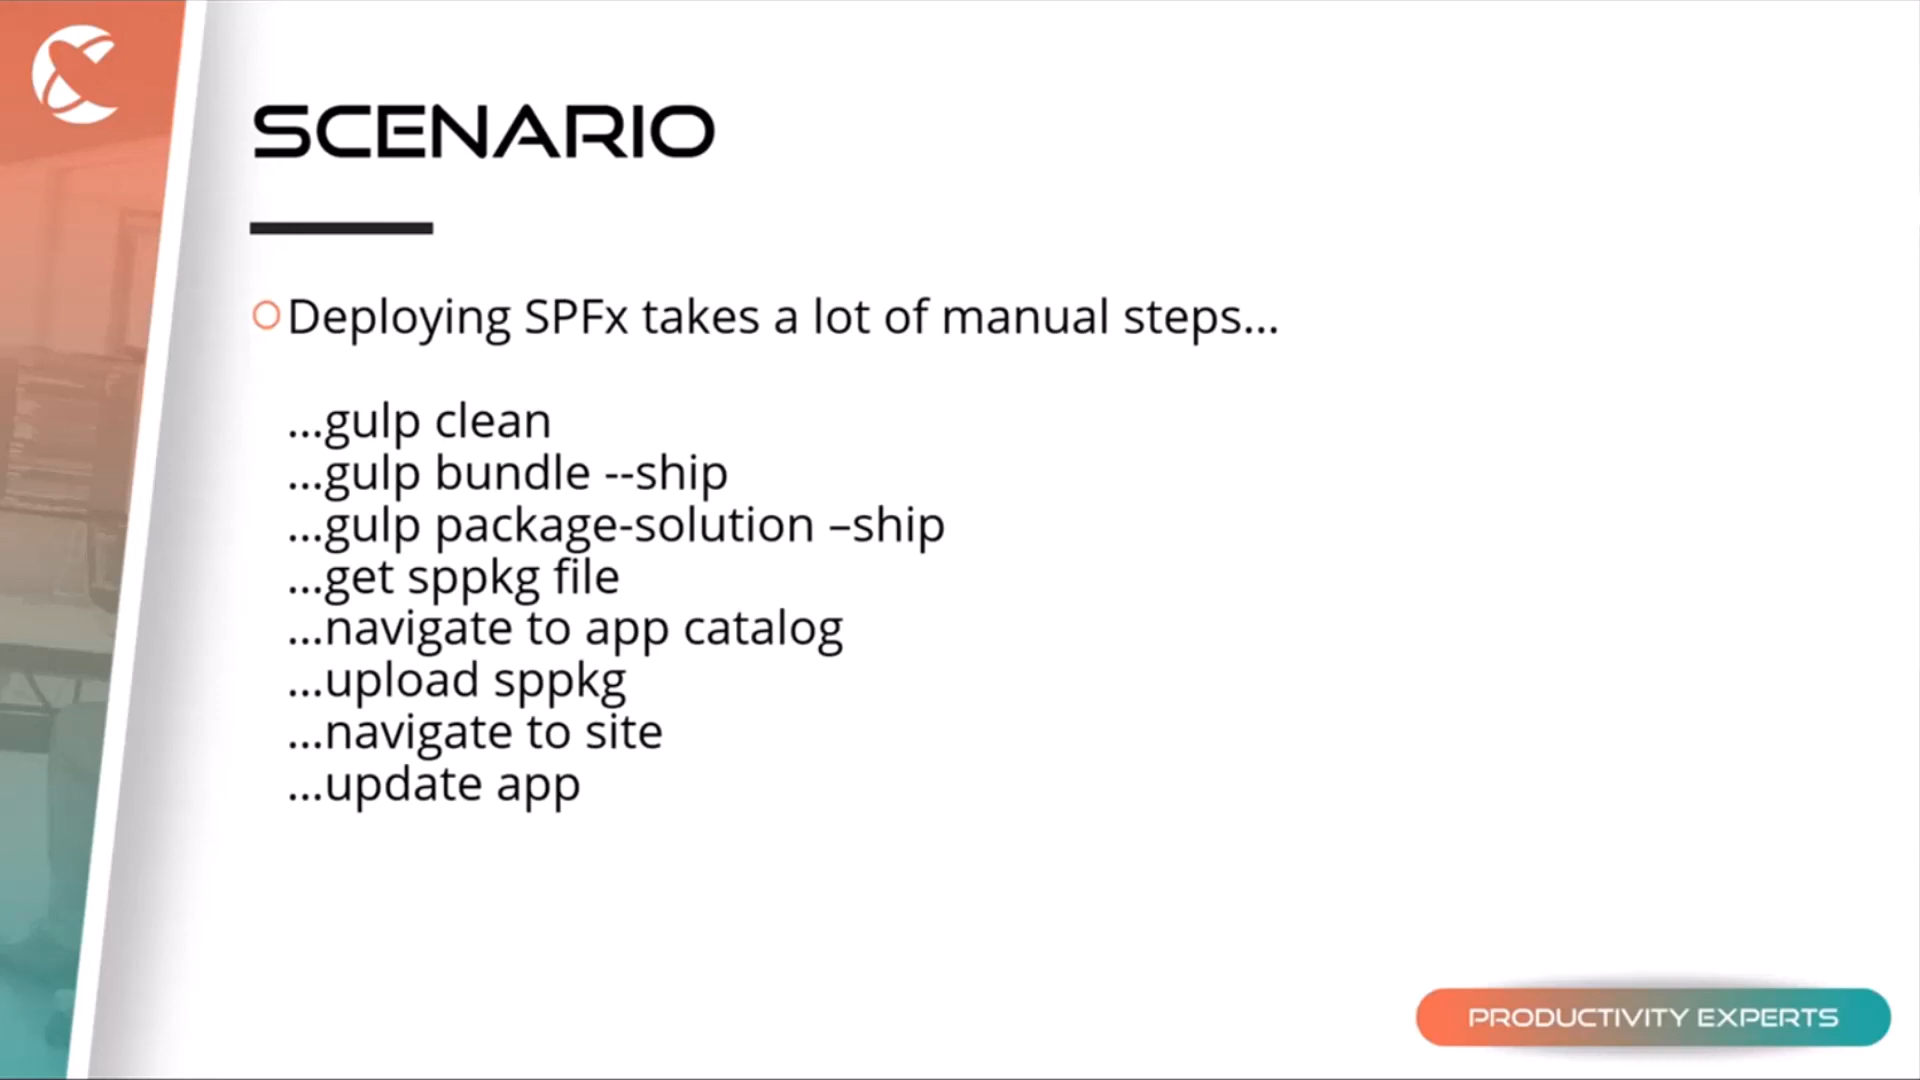 SCENARIO
Deploying SPFx takes a lot of manual steps...
...gulp clean
...gulp bundle --ship
...gulp package-solution –ship
...get sppkg file
...navigate to app catalog
...upload sppkg
...navigate to site
...update app
PRODUCTIVITY EXPERTS